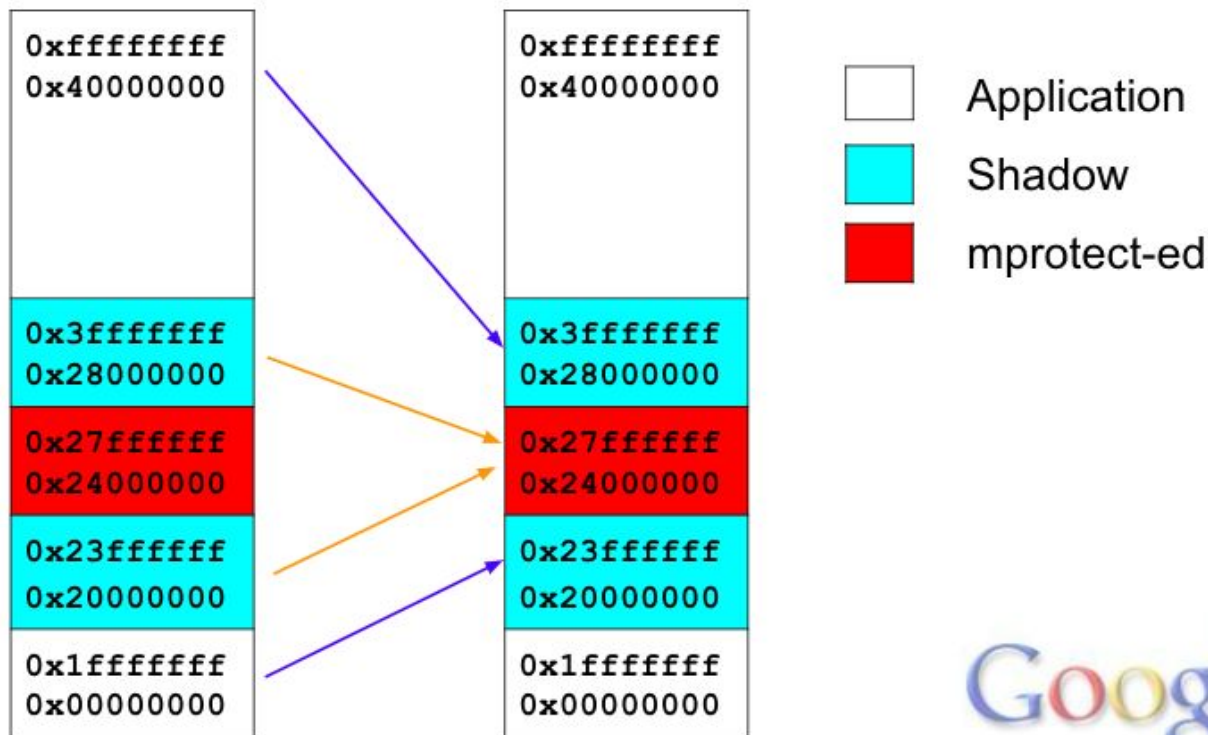 0xffffffff
0x40000000
0x3fffffff
0x28000000
0x27ffffff
0x24000000
0x23ffffff
0x20000000
0x1fffffff
0x00000000
0xffffffff
0x40000000
0x3fffffff
0x28000000
0x27ffffff
0x24000000
0x23ffffff
0x20000000
0x1fffffff
0x00000000
Application
Shadow
mprotect-ed
Goog